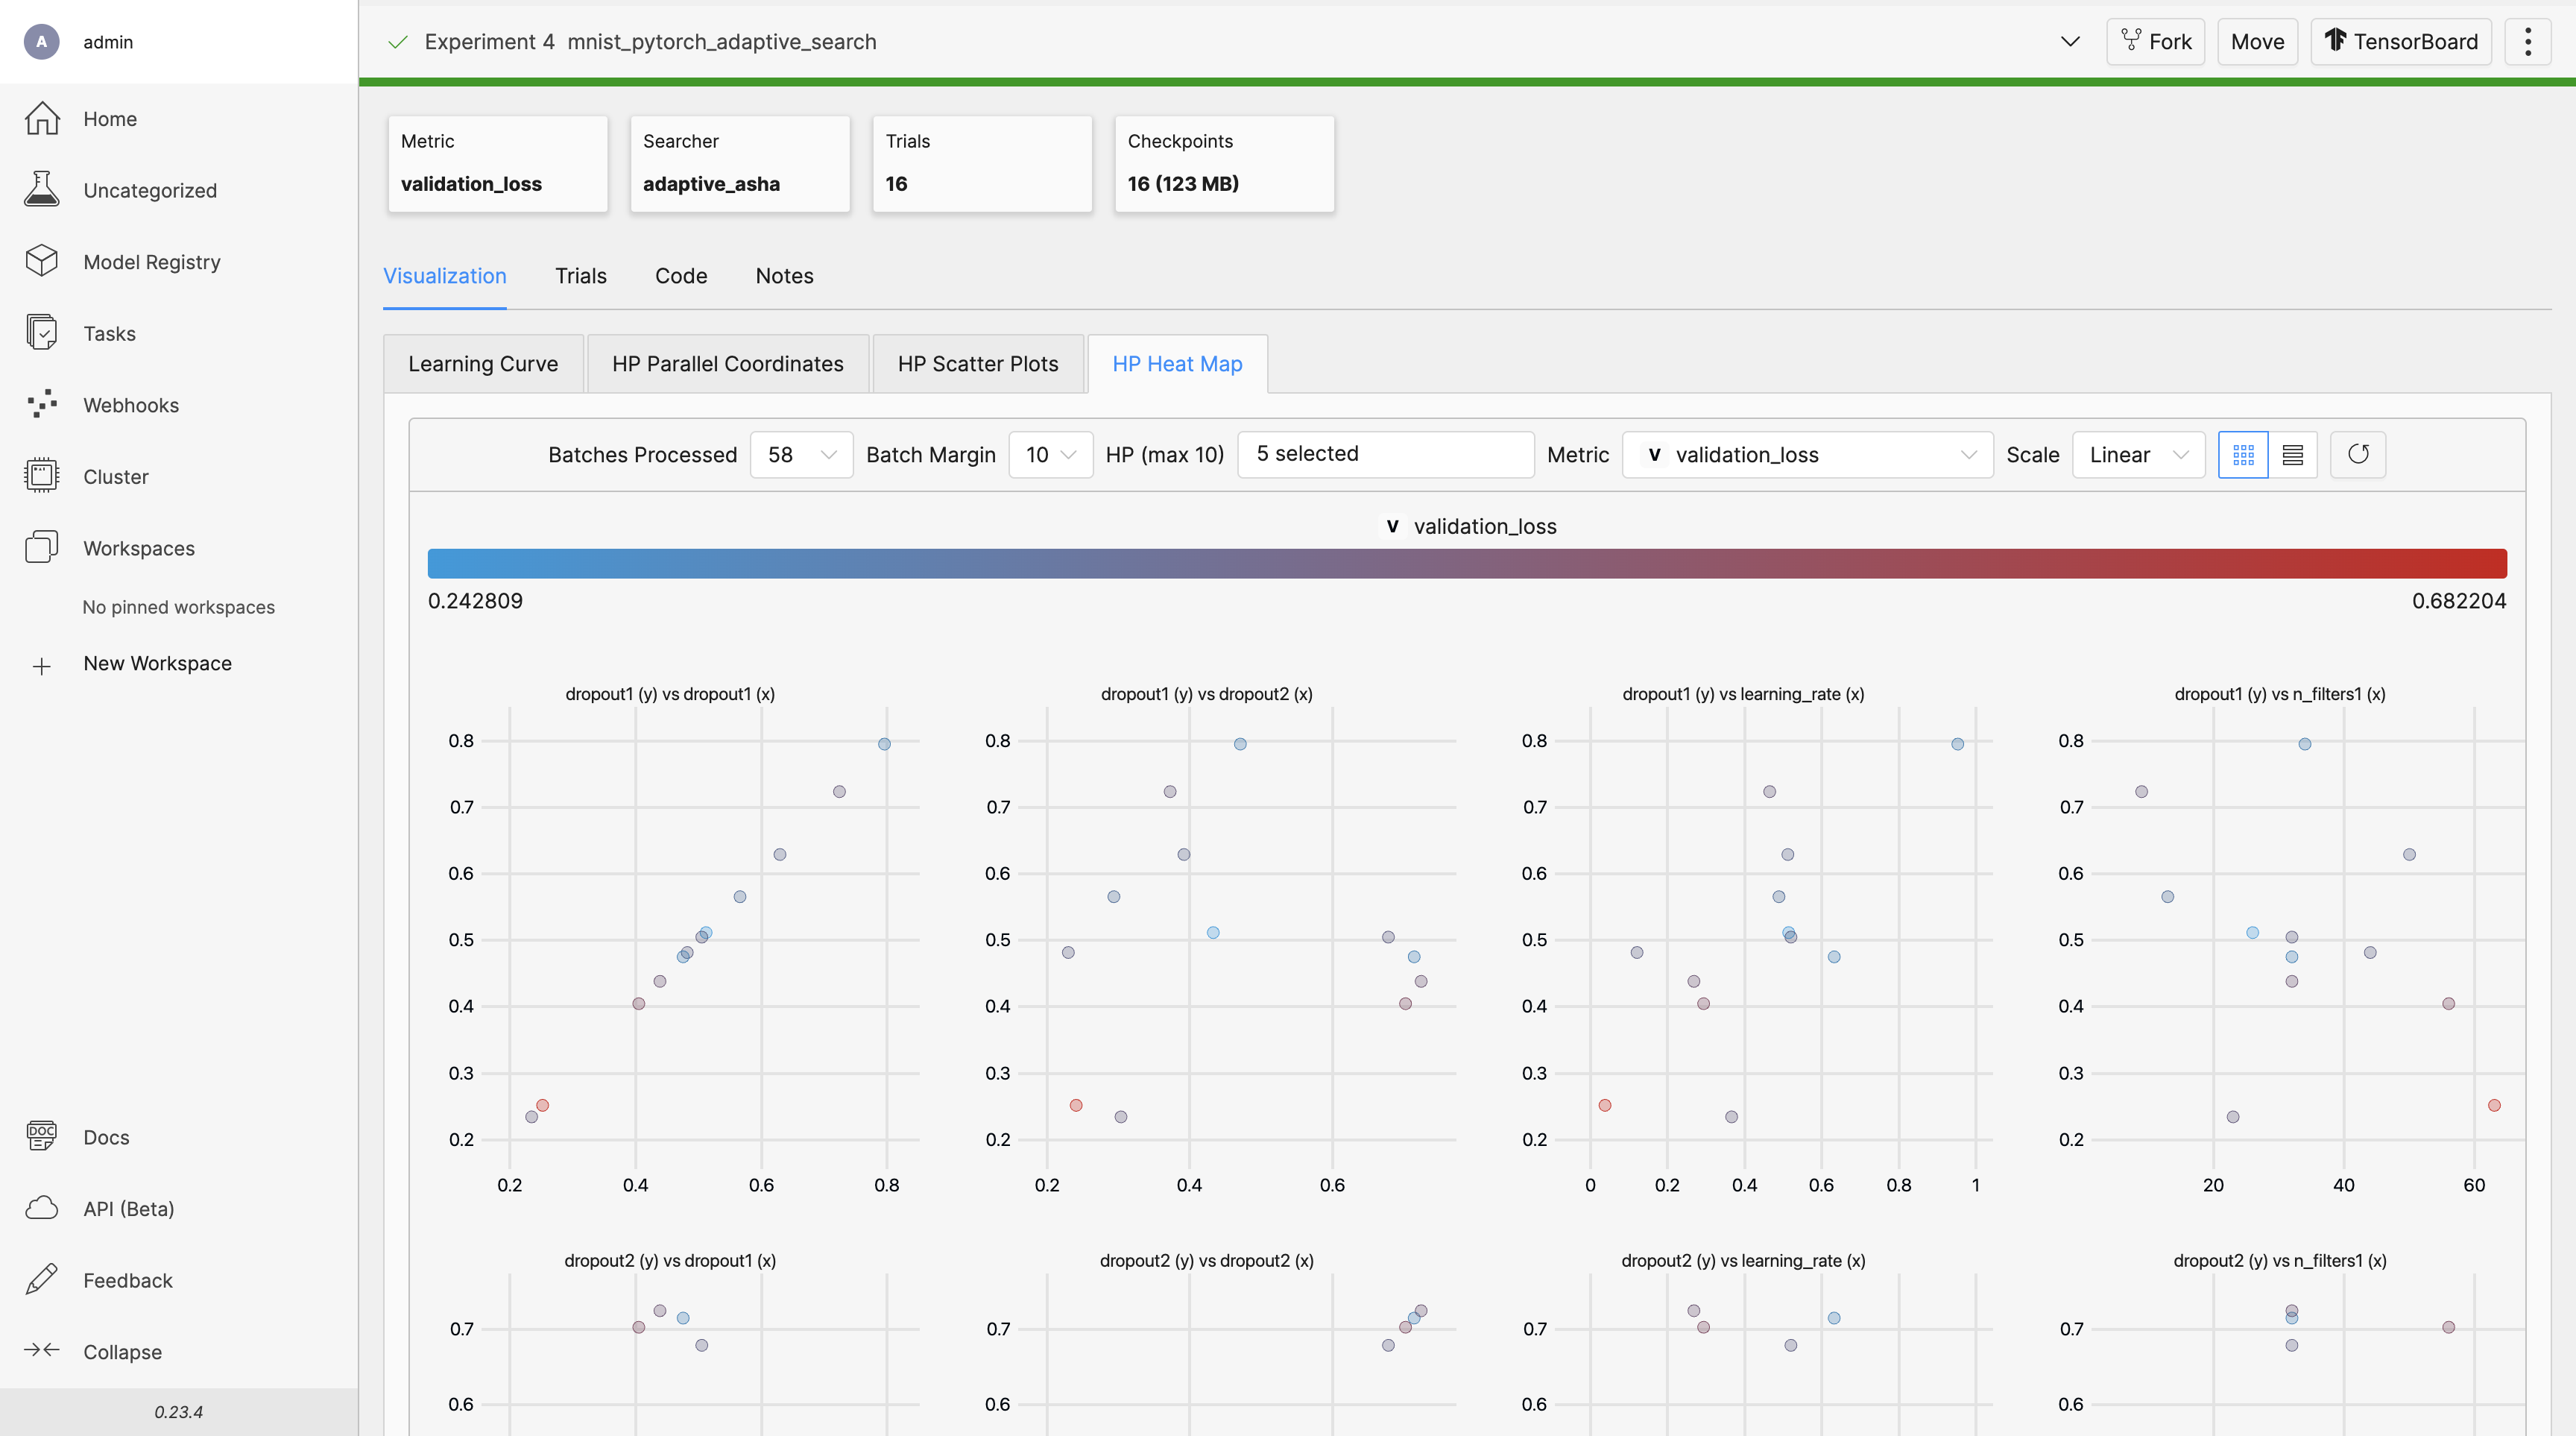 A admin
Home
Uncategorized
Model Registry
Tasks
Webhooks
Cluster
Workspaces
No pinned workspaces
New Workspace
DOC Docs
API (Beta)
Feedback
Collapse
0.23.4
Experiment 4 mnist_pytorch_adaptive_search
Fork Move TensorBoard
Metric
validation_loss
Searcher
adaptive_asha
Trials
16
Checkpoints
16 (123 MB)
Visualization Trials Code Notes
Learning Curve HP Parallel Coordinates HP Scatter Plots HP Heat Map
Batches Processed 58 Batch Margin 10 HP (max 10) 5 selected Metric V validation_loss Scale Linear
V validation_loss
0.242809 0.682204
dropout1 (y) vs dropout1 (x)
0.8
0.7
0.6
0.5
0.4
0.3
0.2
0.2 0.4 0.6 0.8
dropout1 (y) vs dropout2 (x)
0.8
0.7
0.6
0.5
0.4
0.3
0.2
0.2 0.4 0.6
dropout1 (y) vs learning_rate (x)
0.8
0.7
0.6
0.5
0.4
0.3
0.2
0 0.2 0.4 0.6 0.8 1
dropout1 (y) vs n_filters1 (x)
0.8
0.7
0.6
0.5
0.4
0.3
0.2
20 40 60
dropout2 (y) vs dropout1 (x)
0.7
0.6
dropout2 (y) vs dropout2 (x)
0.7
0.6
dropout2 (y) vs learning_rate (x)
0.7
0.6
dropout2 (y) vs n_filters1 (x)
0.7
0.6